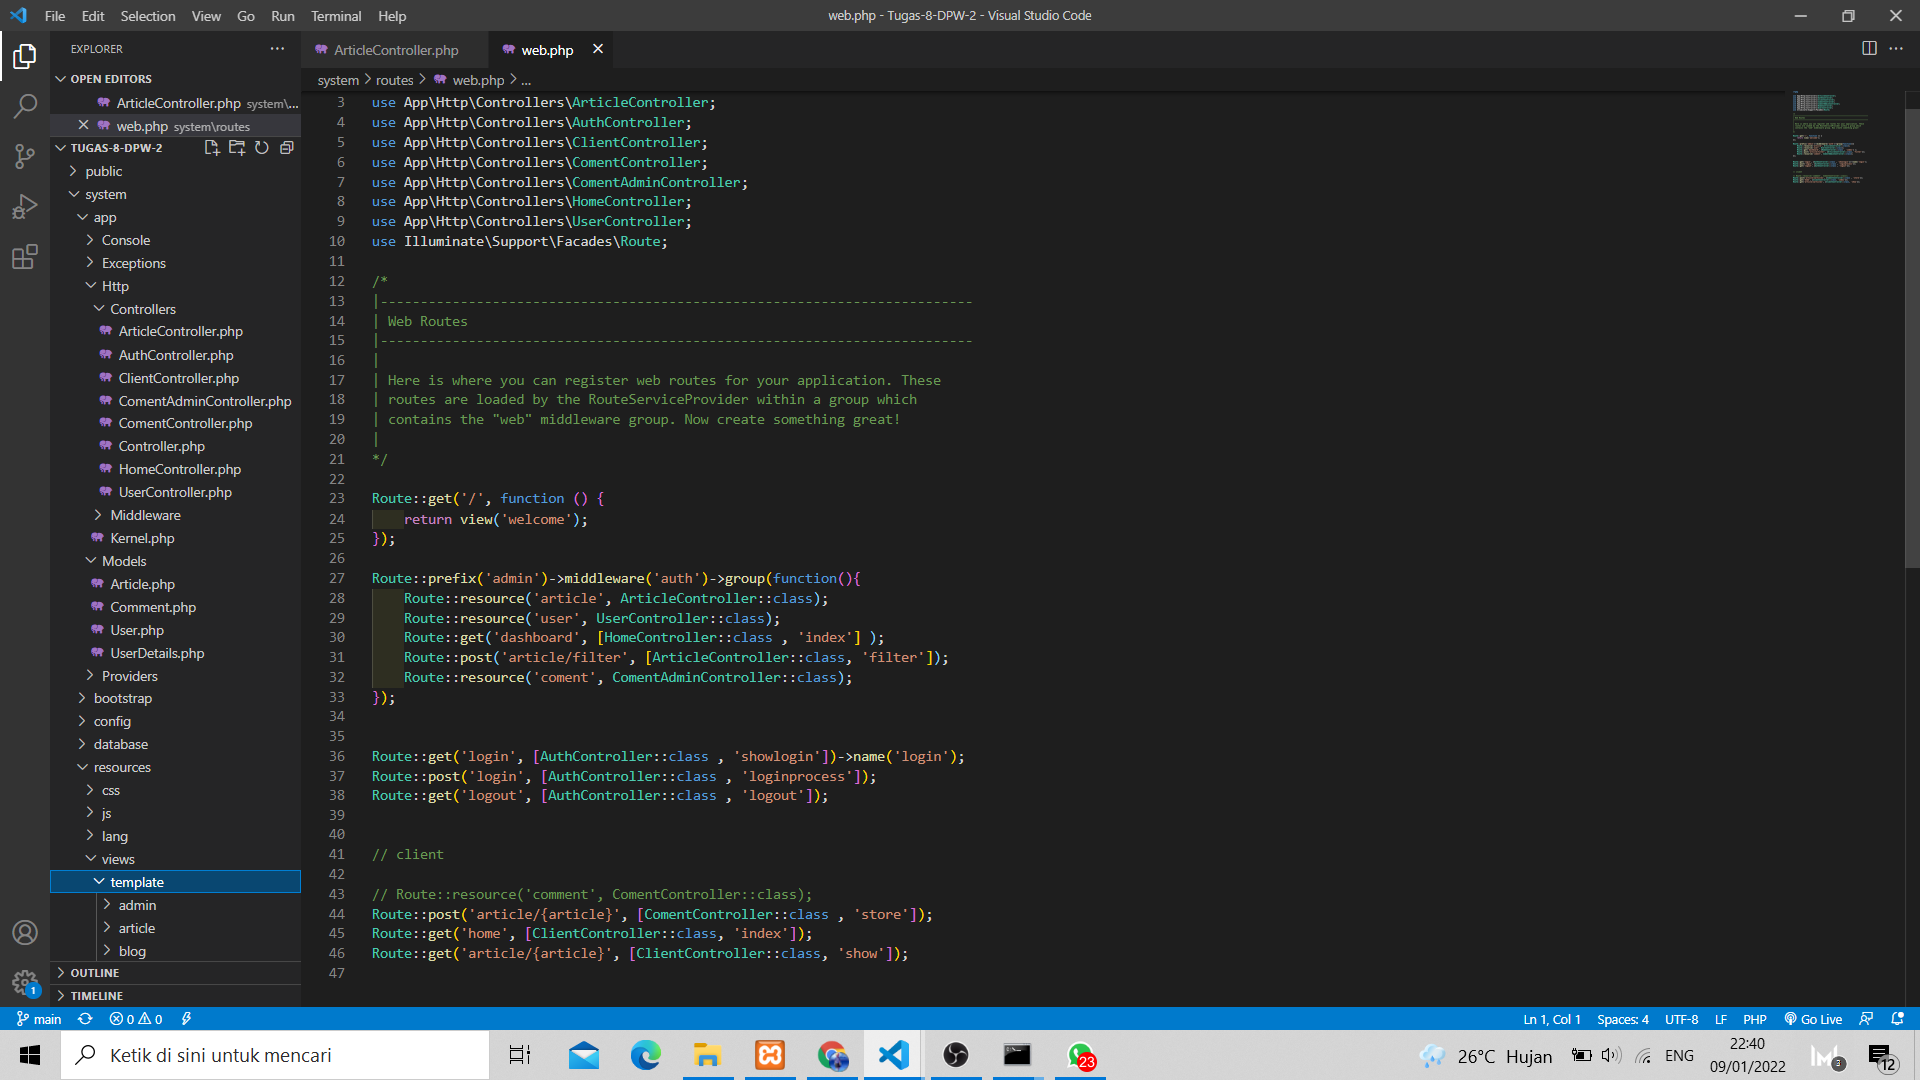 File Edit Selection View Go Run Terminal Help
web.php - Tugas-8-DPW-2 - Visual Studio Code
EXPLORER
OPEN EDITORS
ArticleController.php system\...
web.php system\routes
TUGAS-8-DPW-2
public
system
app
Console
Exceptions
Http
Controllers
ArticleController.php
AuthController.php
ClientController.php
ComentAdminController.php
ComentController.php
Controller.php
HomeController.php
UserController.php
Middleware
Kernel.php
Models
Article.php
Comment.php
User.php
UserDetails.php
Providers
bootstrap
config
database
resources
css
js
lang
views
template
admin
article
blog
OUTLINE
TIMELINE
1
ArticleController.php
web.php
system > routes > web.php > ...
3 use App\Http\Controllers\ArticleController;
4 use App\Http\Controllers\AuthController;
5 use App\Http\Controllers\ClientController;
6 use App\Http\Controllers\ComentController;
7 use App\Http\Controllers\ComentAdminController;
8 use App\Http\Controllers\HomeController;
9 use App\Http\Controllers\UserController;
10 use Illuminate\Support\Facades\Route;
11
12 /*
13 |--------------------------------------------------------------------------
14 | Web Routes
15 |--------------------------------------------------------------------------
16 |
17 | Here is where you can register web routes for your application. These
18 | routes are loaded by the RouteServiceProvider within a group which
19 | contains the "web" middleware group. Now create something great!
20 |
21 */
22
23 Route::get('/', function () {
24     return view('welcome');
25 });
26
27 Route::prefix('admin')->middleware('auth')->group(function(){
28     Route::resource('article', ArticleController::class);
29     Route::resource('user', UserController::class);
30     Route::get('dashboard', [HomeController::class , 'index'] );
31     Route::post('article/filter', [ArticleController::class, 'filter']);
32     Route::resource('coment', ComentAdminController::class);
33 });
34
35
36 Route::get('login', [AuthController::class , 'showlogin'])->name('login');
37 Route::post('login', [AuthController::class , 'loginprocess']);
38 Route::get('logout', [AuthController::class , 'logout']);
39
40
41 // client
42
43 // Route::resource('comment', ComentController::class);
44 Route::post('article/{article}', [ComentController::class , 'store']);
45 Route::get('home', [ClientController::class, 'index']);
46 Route::get('article/{article}', [ClientController::class, 'show']);
47
main 0 0
Ln 1, Col 1 Spaces: 4 UTF-8 LF PHP Go Live
Ketik di sini untuk mencari
23
26°C Hujan
ENG
22:40
09/01/2022
3
12